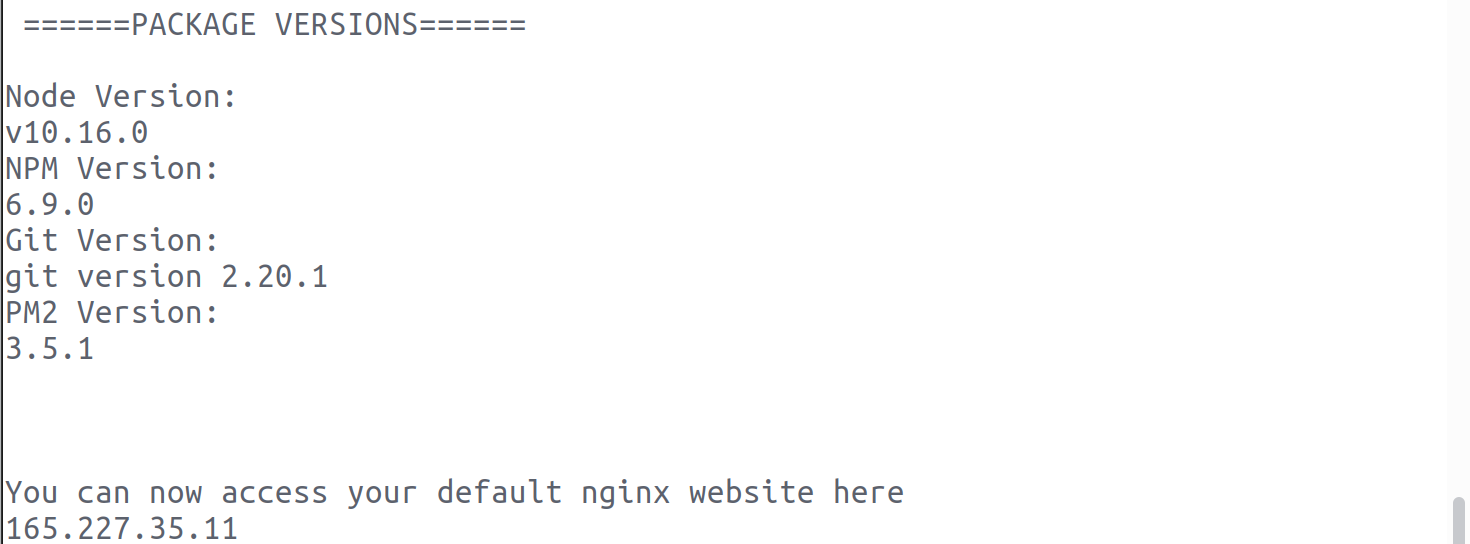 ======PACKAGE VERSIONS======
Node Version:
v10.16.0
NPM Version:
6.9.0
Git Version:
git version 2.20.1
PM2 Version:
3.5.1
You can now access your default nginx website here
165.227.35.11